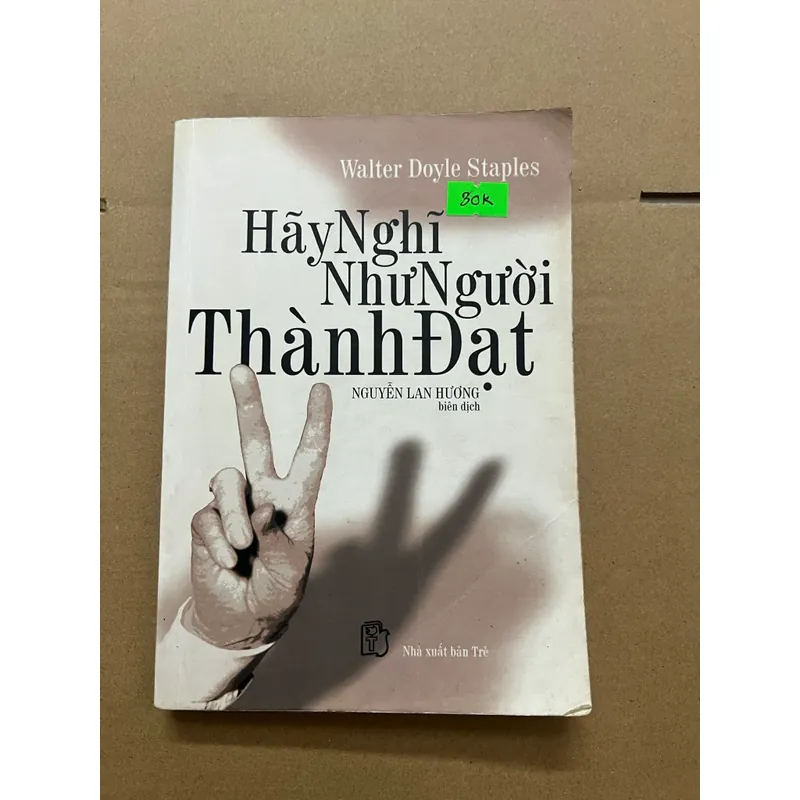 Walter Doyle Staples
80K
HãyNghĩ
NhưNgười
ThànhĐạt
NGUYỄN LAN HƯƠNG
biên dịch
Nhà xuất bản Trẻ